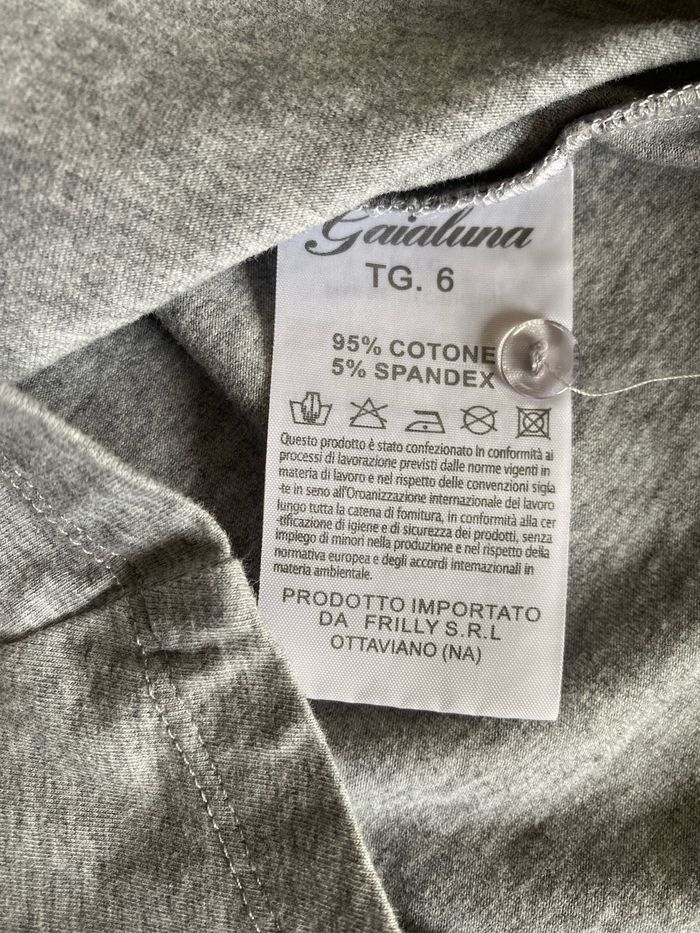 Gaialuna
TG. 6
95% COTONE
5% SPANDEX
Questo prodotto è stato confezionato in conformità ai
processi di lavorazione previsti dalle norme vigenti in
materia di lavoro e nel rispetto delle convenzioni sigla
-te in seno all'Oroanizzazione internazionale del lavoro
lungo tutta la catena di fornitura, in conformità alla cer
-tificazione di igiene e di sicurezza dei prodotti, senza
impiego di minori nella produzione e nel rispetto della
normativa europea e degli accordi internazionali in
materia ambientale.
PRODOTTO IMPORTATO
DA FRILLY S.R.L
OTTAVIANO (NA)